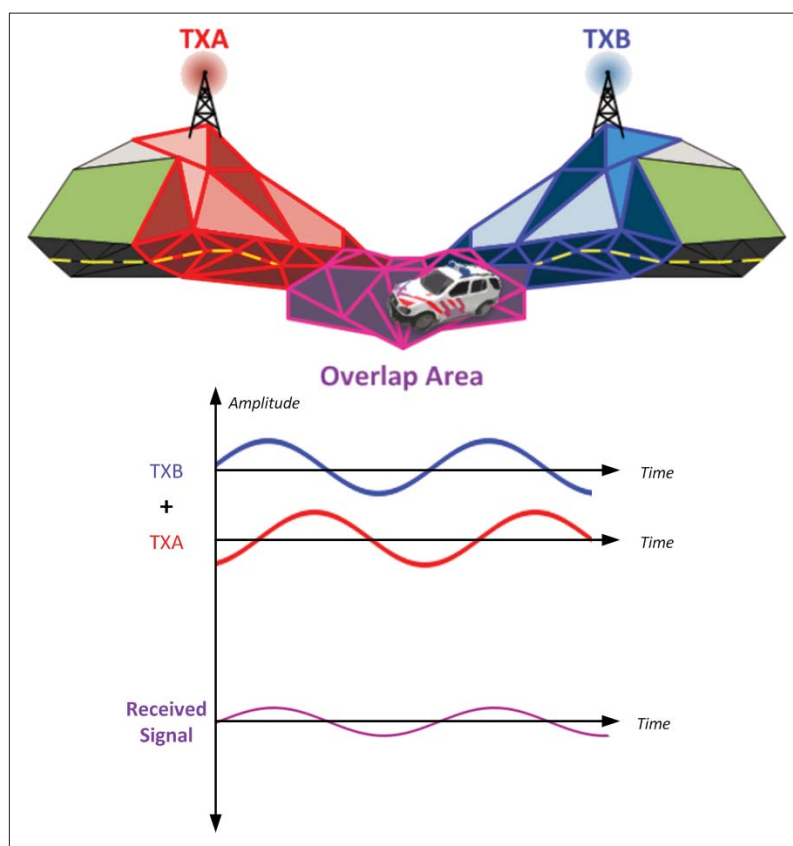 TXA
TXB
Overlap Area
Amplitude
TXB
Time
+
TXA
Time
Received
Signal
Time